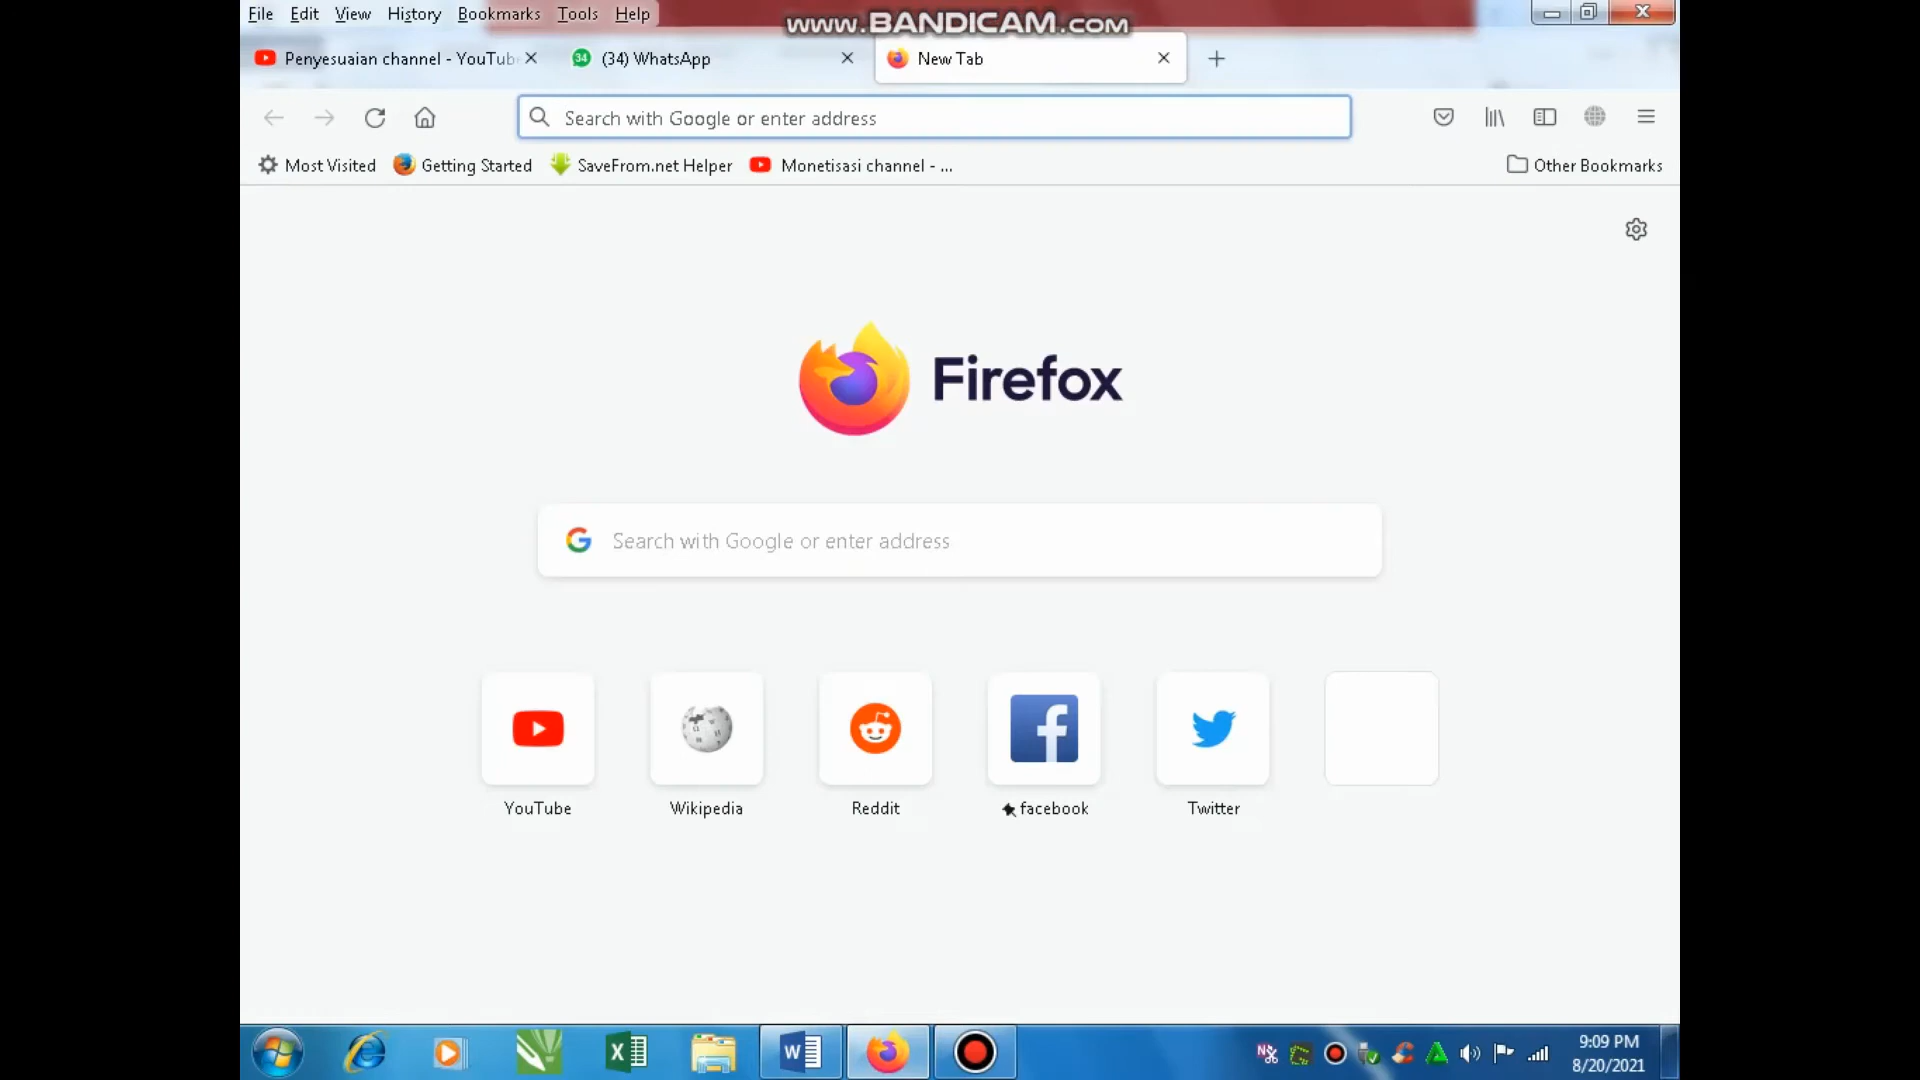 File Edit View History Bookmarks Tools Help
www.BANDICAM.com
Penyesuaian channel - YouTub
34 (34) WhatsApp
New Tab
Search with Google or enter address
Most Visited Getting Started SaveFrom.net Helper Monetisasi channel - ... Other Bookmarks
Firefox
Search with Google or enter address
YouTube Wikipedia Reddit facebook Twitter
9:09 PM
8/20/2021